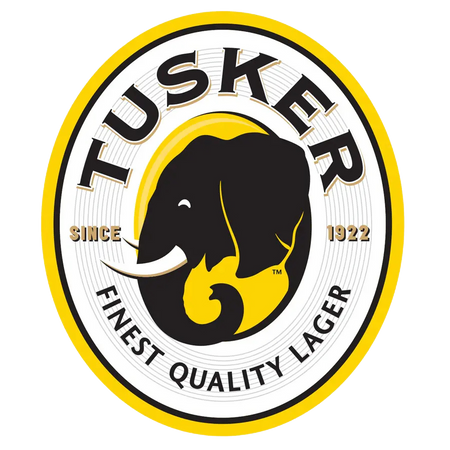 TUSKER
SINCE 1922
TM
FINEST QUALITY LAGER